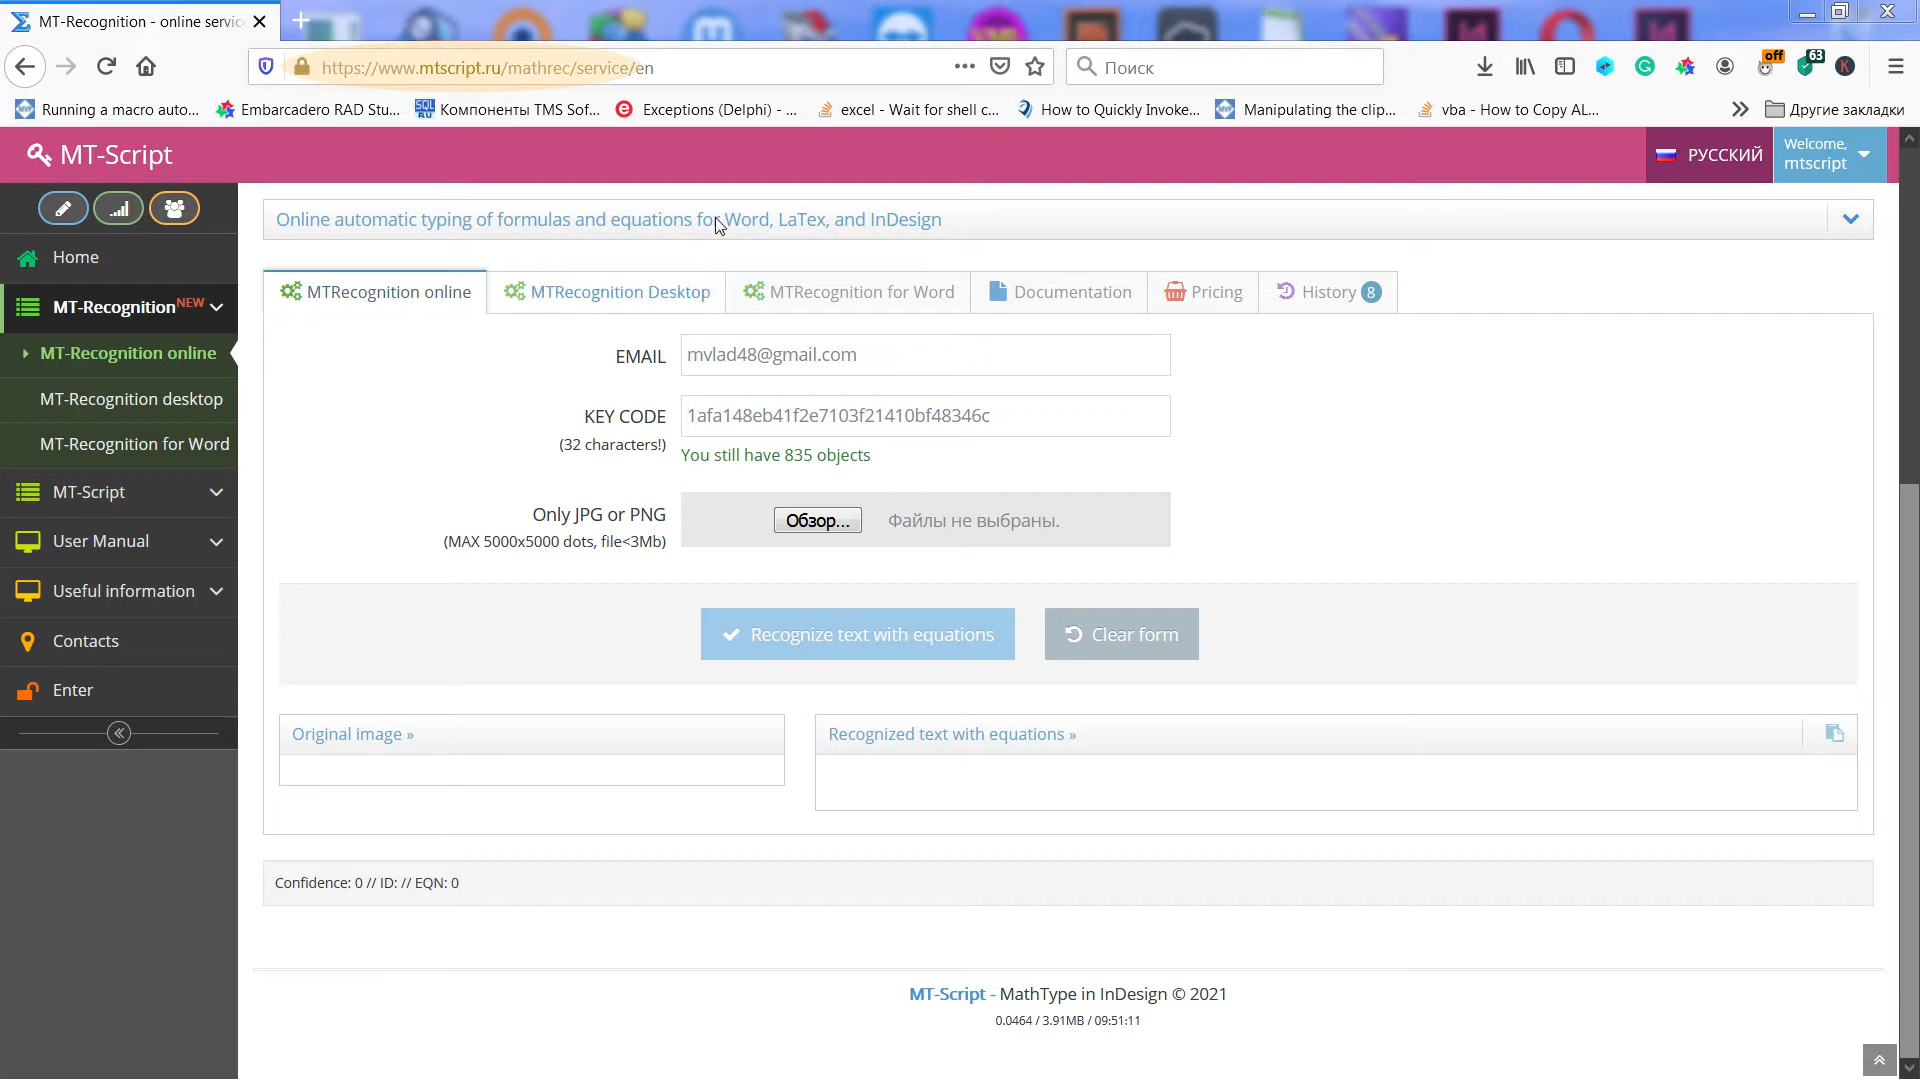 MT-Recognition - online servic
https://www.mtscript.ru/mathrec/service/en
Поиск
off
63
Running a macro auto...
Embarcadero RAD Stu...
Компоненты TMS Sof...
Exceptions (Delphi) - ...
excel - Wait for shell c...
How to Quickly Invoke...
Manipulating the clip...
vba - How to Copy AL...
Другие закладки
MT-Script
РУССКИЙ
Welcome,
mtscript
Home
MT-Recognition NEW
MT-Recognition online
MT-Recognition desktop
MT-Recognition for Word
MT-Script
User Manual
Useful information
Contacts
Enter
Online automatic typing of formulas and equations for Word, LaTex, and InDesign
MTRecognition online
MTRecognition Desktop
MTRecognition for Word
Documentation
Pricing
History 8
EMAIL
mvlad48@gmail.com
KEY CODE
1afa148eb41f2e7103f21410bf48346c
(32 characters!)
You still have 835 objects
Only JPG or PNG
(MAX 5000x5000 dots, file<3Mb)
Обзор...
Файлы не выбраны.
Recognize text with equations
Clear form
Original image »
Recognized text with equations »
Confidence: 0 // ID: // EQN: 0
MT-Script - MathType in InDesign © 2021
0.0464 / 3.91MB / 09:51:11